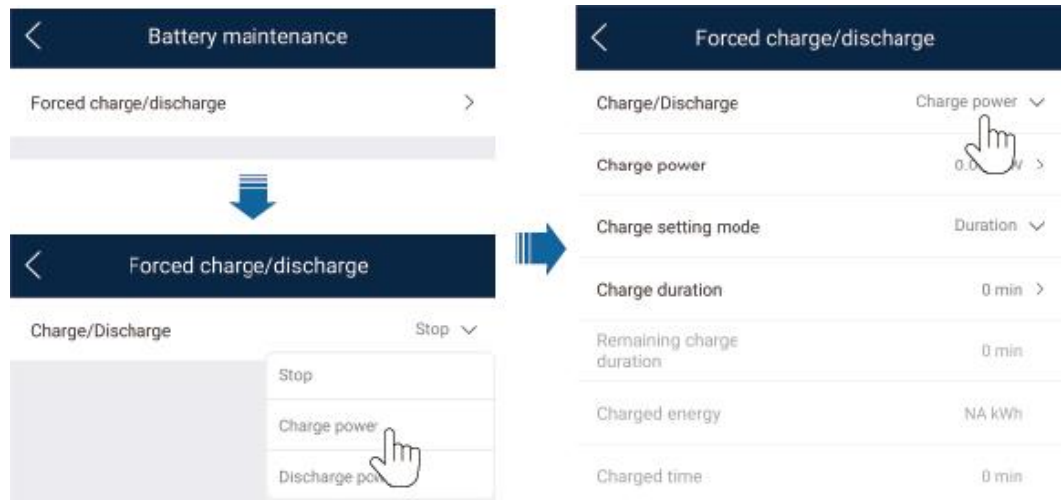 Battery maintenance
Forced charge/discharge
Forced charge/discharge
Charge/Discharge
Stop
Stop
Charge power
Discharge
Forced charge/discharge
Charge/Discharge
Charge power
Charge power
Charge setting mode
Duration
Charge duration
0 min
Remaining charge
duration
0 min
Charged energy
NA kWh
Charged time
0 min